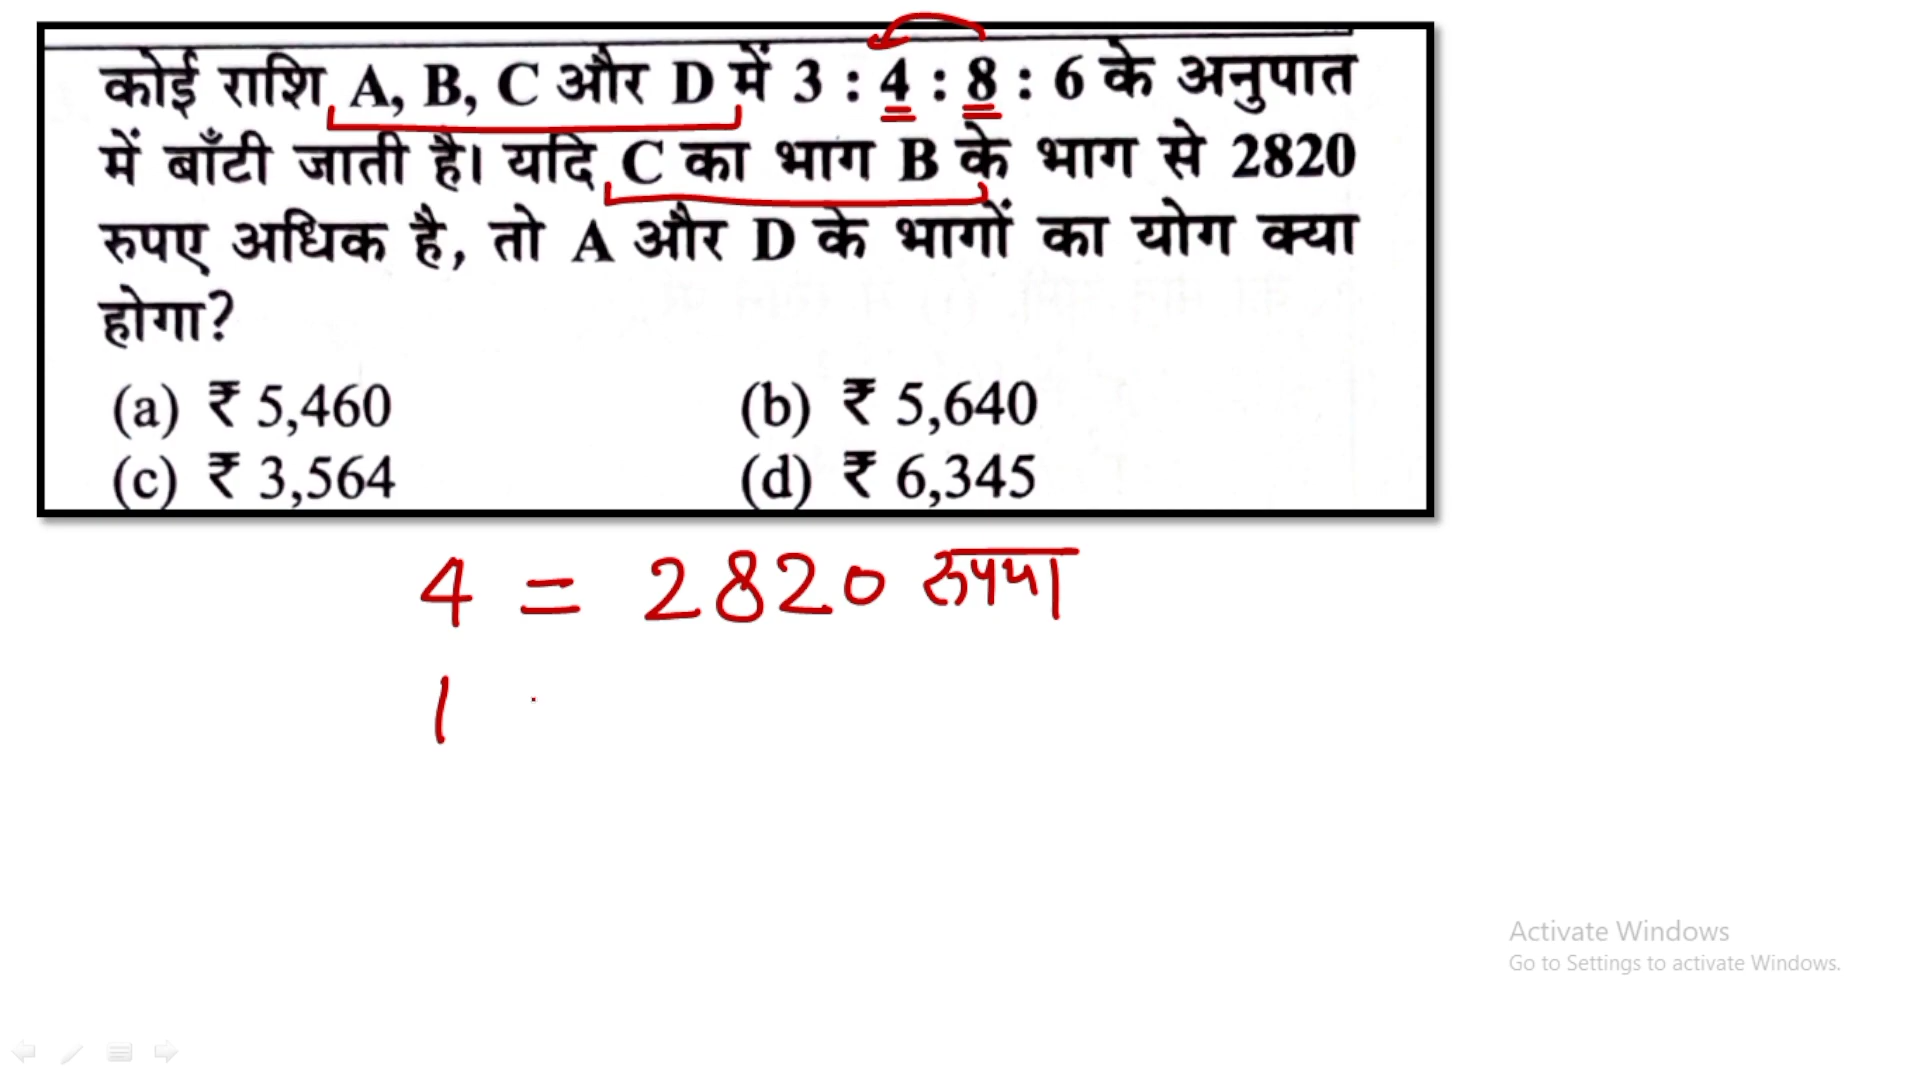 कोई राशि A, B, C और D में 3 : 4 : 8 : 6 के अनुपात
में बाँटी जाती है। यदि C का भाग B के भाग से 2820
रुपए अधिक है, तो A और D के भागों का योग क्या
होगा?
(a) ₹ 5,460 (b) ₹ 5,640
(c) ₹ 3,564 (d) ₹ 6,345
4 = 2820 रुपया
1
Activate Windows
Go to Settings to activate Windows.